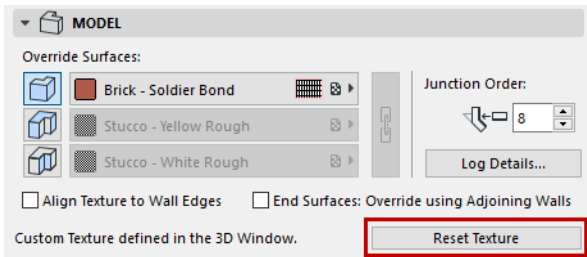 MODEL
Override Surfaces:
Brick - Soldier Bond
Stucco - Yellow Rough
Stucco - White Rough
Junction Order:
8
Log Details...
Align Texture to Wall Edges
End Surfaces: Override using Adjoining Walls
Custom Texture defined in the 3D Window.
Reset Texture